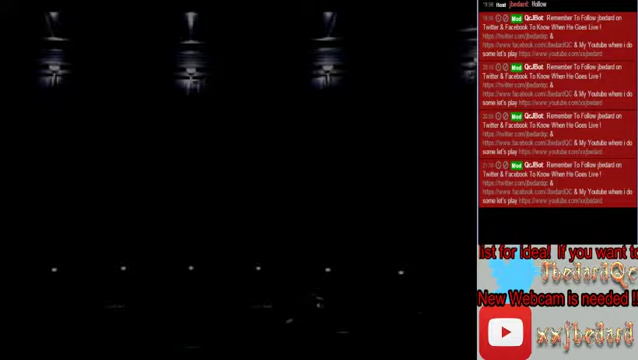 Host jbedard: Hollow
Mod QcJBot: Remember To Follow jbedard on
Twitter & Facebook To Know When He Goes Live !
https://twitter.com/jbedardqc &
https://www.facebook.com/JbedardQC & My Youtube where i do
some let's play https://www.youtube.com/xxjbedard
Mod QcJBot: Remember To Follow jbedard on
Twitter & Facebook To Know When He Goes Live !
https://twitter.com/jbedardqc &
https://www.facebook.com/JbedardQC & My Youtube where i do
some let's play https://www.youtube.com/xxjbedard
Mod QcJBot: Remember To Follow jbedard on
Twitter & Facebook To Know When He Goes Live !
https://twitter.com/jbedardqc &
https://www.facebook.com/JbedardQC & My Youtube where i do
some let's play https://www.youtube.com/xxjbedard
Mod QcJBot: Remember To Follow jbedard on
Twitter & Facebook To Know When He Goes Live !
https://twitter.com/jbedardqc &
https://www.facebook.com/JbedardQC & My Youtube where i do
some let's play https://www.youtube.com/xxjbedard
list for Idea! If you want to
JbedardQc
New Webcam is needed !!
xxjbedard